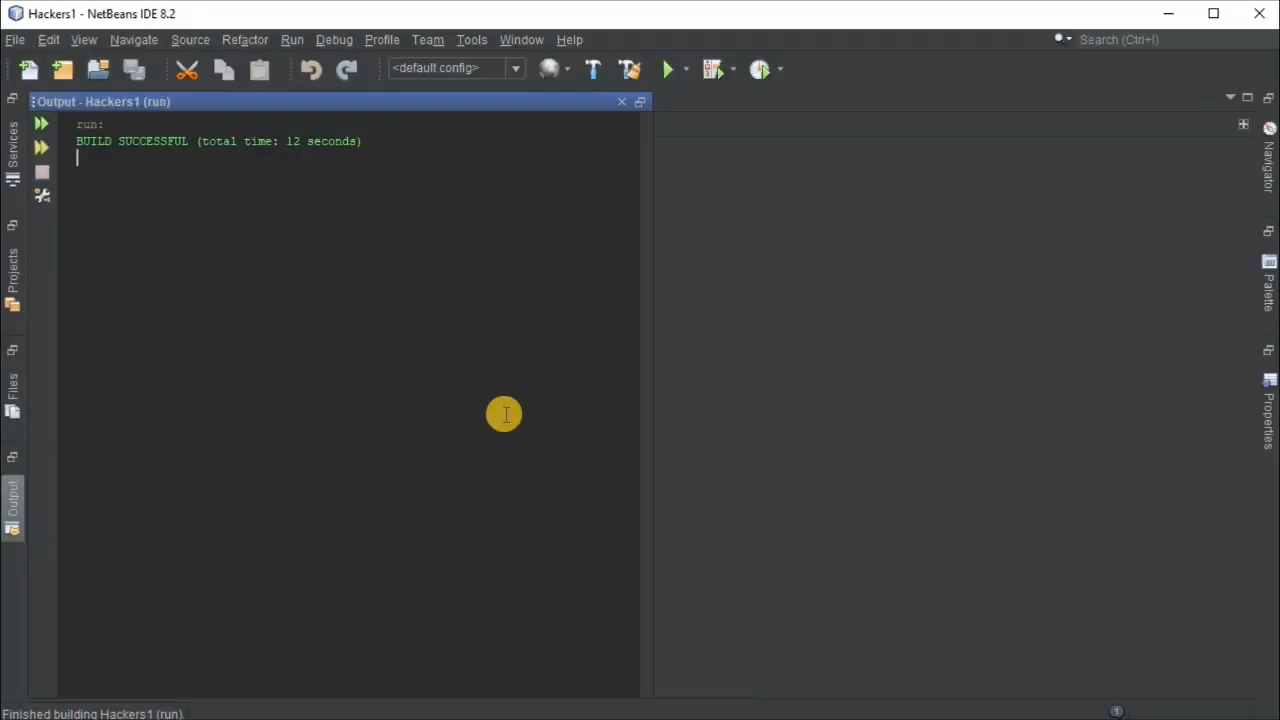 Hackers1 - NetBeans IDE 8.2
File Edit View Navigate Source Refactor Run Debug Profile Team Tools Window Help
Search (Ctrl+I)
<default config>
Output - Hackers1 (run)
run:
BUILD SUCCESSFUL (total time: 12 seconds)
Services
Projects
Files
Output
Navigator
Palette
Properties
Finished building Hackers1 (run).
1